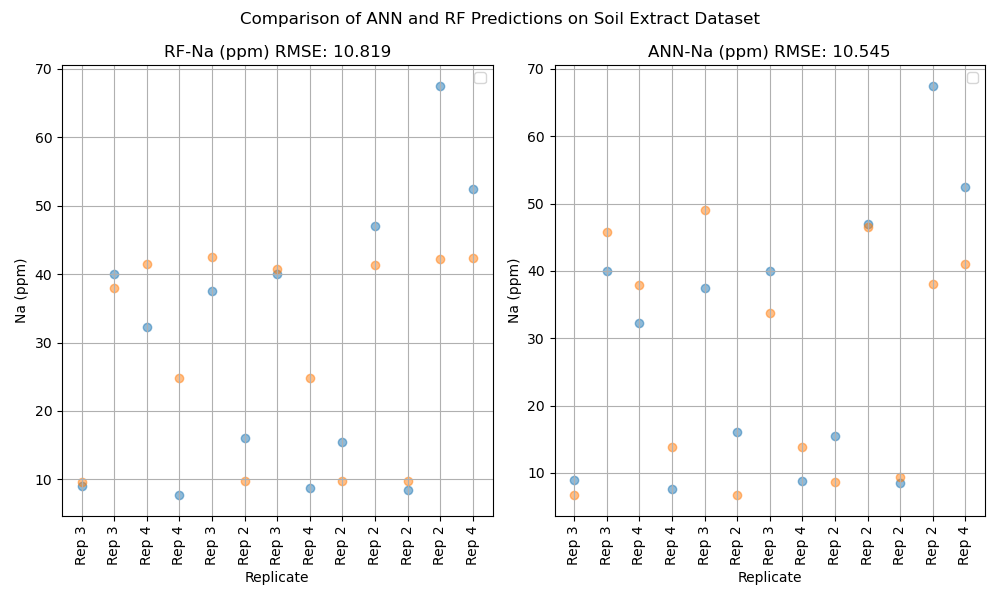 Comparison of ANN and RF Predictions on Soil Extract Dataset
RF-Na (ppm) RMSE: 10.819
70
60
50
40
30
20
10
Na (ppm)
Rep 3
Rep 3
Rep 4
Rep 4
Rep 3
Rep 2
Rep 3
Rep 4
Rep 2
Rep 2
Rep 2
Rep 2
Rep 4
Replicate
ANN-Na (ppm) RMSE: 10.545
70
60
50
40
30
20
10
Na (ppm)
Rep 3
Rep 3
Rep 4
Rep 4
Rep 3
Rep 2
Rep 3
Rep 4
Rep 2
Rep 2
Rep 2
Rep 2
Rep 4
Replicate